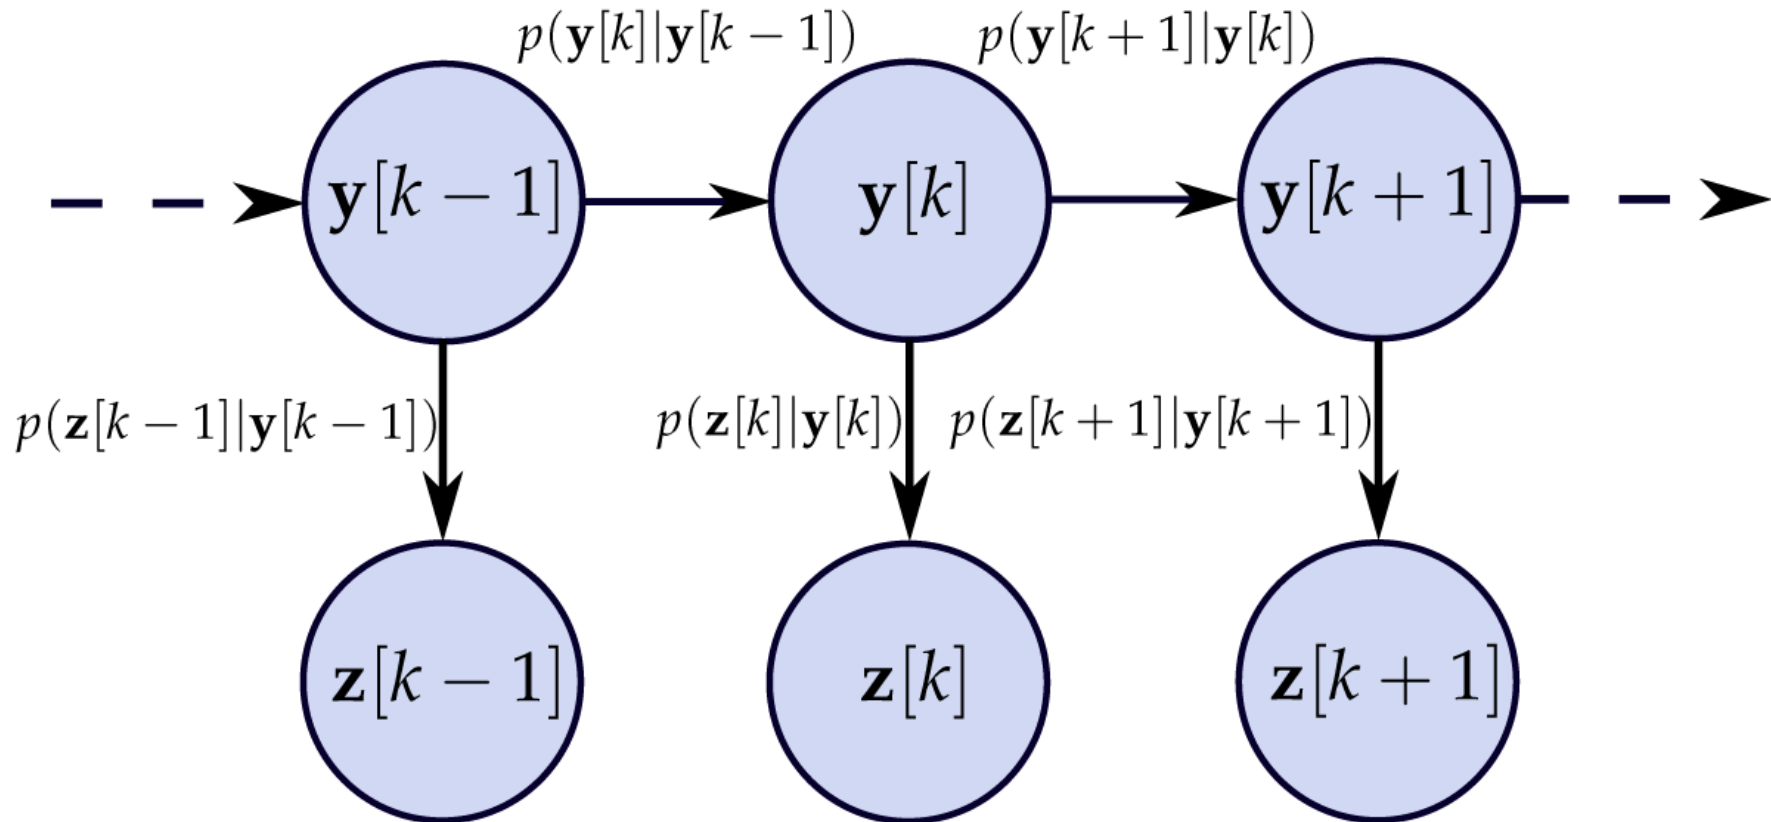 p(𝐲[k]|𝐲[k − 1]) p(𝐲[k + 1]|𝐲[k])
𝐲[k − 1] 𝐲[k] 𝐲[k + 1]
p(𝐳[k − 1]|𝐲[k − 1]) p(𝐳[k]|𝐲[k]) p(𝐳[k + 1]|𝐲[k + 1])
𝐳[k − 1] 𝐳[k] 𝐳[k + 1]